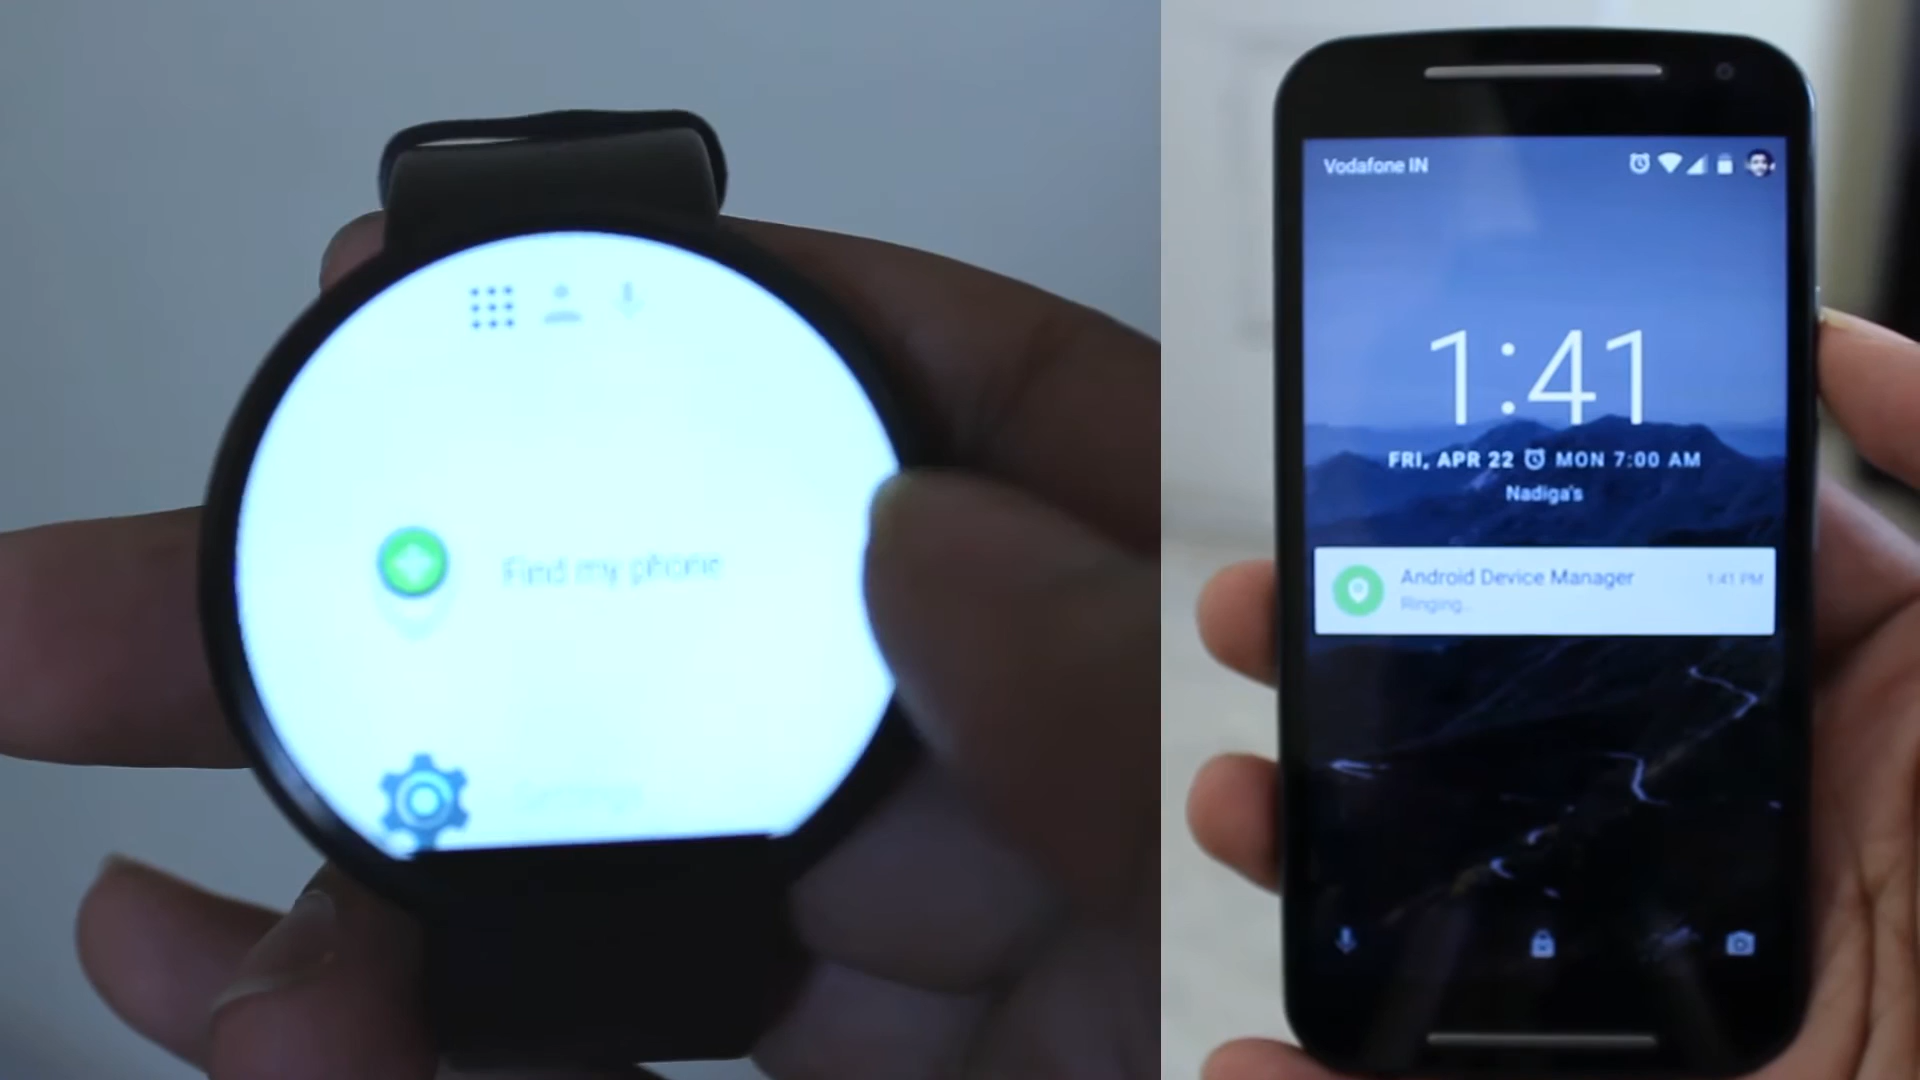 Find my phone
Settings
Vodafone IN
1:41
FRI, APR 22 MON 7:00 AM
Nadiga's
Android Device Manager 1:41 PM
Ringing..